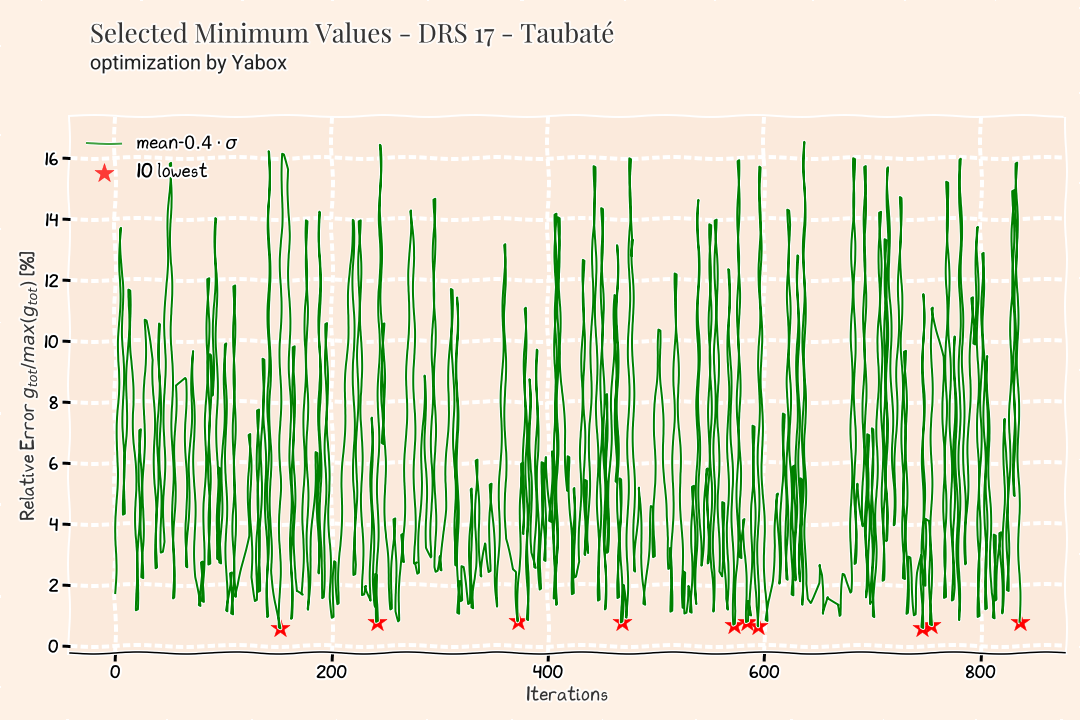 Selected Minimum Values - DRS 17 - Taubaté
optimization by Yabox
mean-0.4 · σ
10 lowest
Relative Error g_tot/max(g_tot) [%]
16
14
12
10
8
6
4
2
0
0 200 400 600 800
Iterations